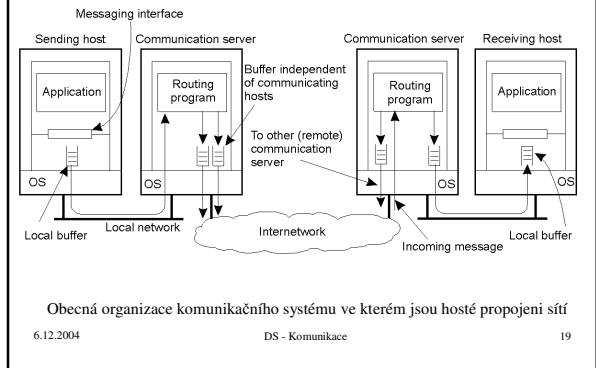 Messaging interface
Sending host
Communication server
Communication server
Receiving host
Buffer independent
of communicating
hosts
Application
Routing
program
Routing
program
Application
To other (remote)
communication
server
OS
OS
OS
OS
Local buffer
Local network
Internetwork
Incoming message
Local buffer
Obecná organizace komunikačního systému ve kterém jsou hosté propojeni sítí
6.12.2004
DS - Komunikace
19